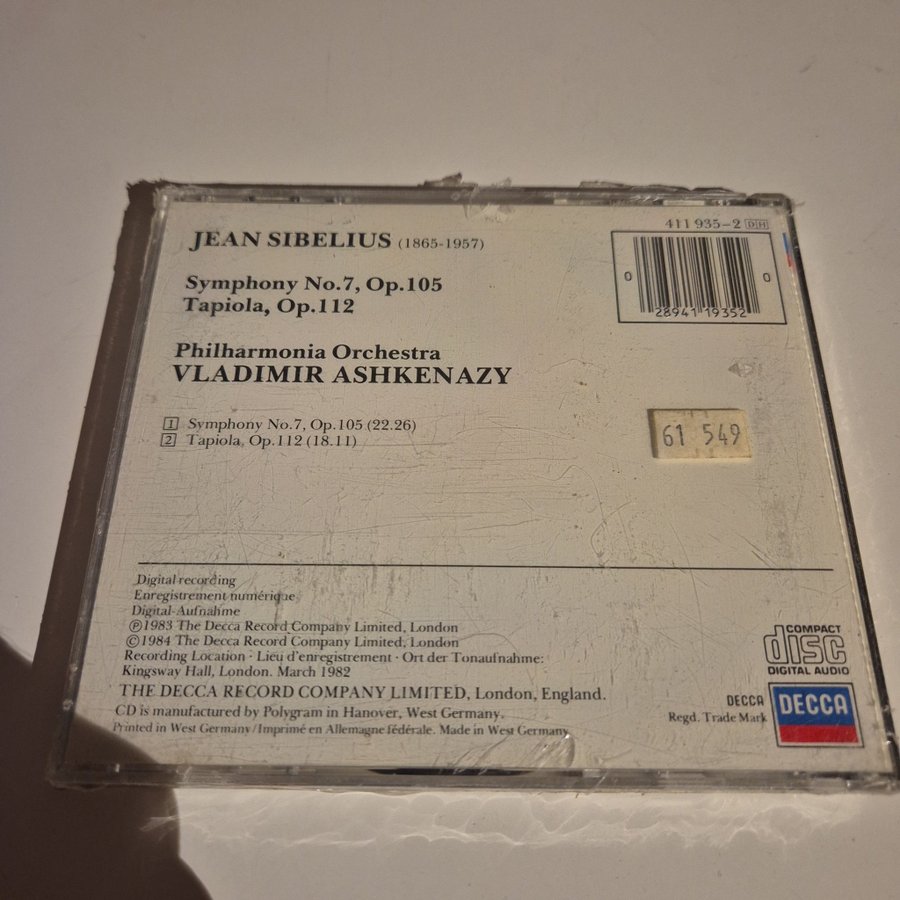 411 935-2 DH
JEAN SIBELIUS (1865-1957)
0 28941 19352 0
Symphony No.7, Op.105
Tapiola, Op.112
Philharmonia Orchestra
VLADIMIR ASHKENAZY
1 Symphony No.7, Op.105 (22.26)
2 Tapiola, Op.112 (18.11)
61 549
Digital recording
Enregistrement numérique
Digital-Aufnahme
Ⓟ1983 The Decca Record Company Limited, London
©1984 The Decca Record Company Limited, London
Recording Location · Lieu d'enregistrement · Ort der Tonaufnahme:
Kingsway Hall, London. March 1982
THE DECCA RECORD COMPANY LIMITED, London, England.
CD is manufactured by Polygram in Hanover, West Germany.
Printed in West Germany / Imprimé en Allemagne fédérale. Made in West Germany
COMPACT
disc
DIGITAL AUDIO
DECCA
Regd. Trade Mark
DECCA